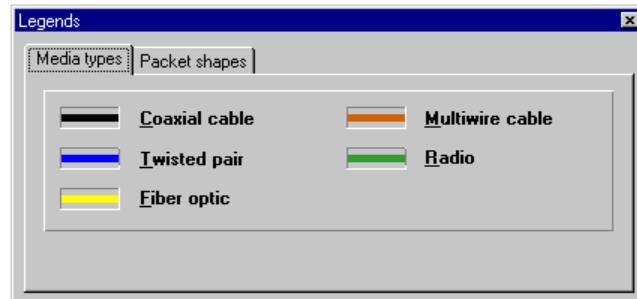 Legends
Media types Packet shapes
Coaxial cable Multiwire cable
Twisted pair Radio
Fiber optic